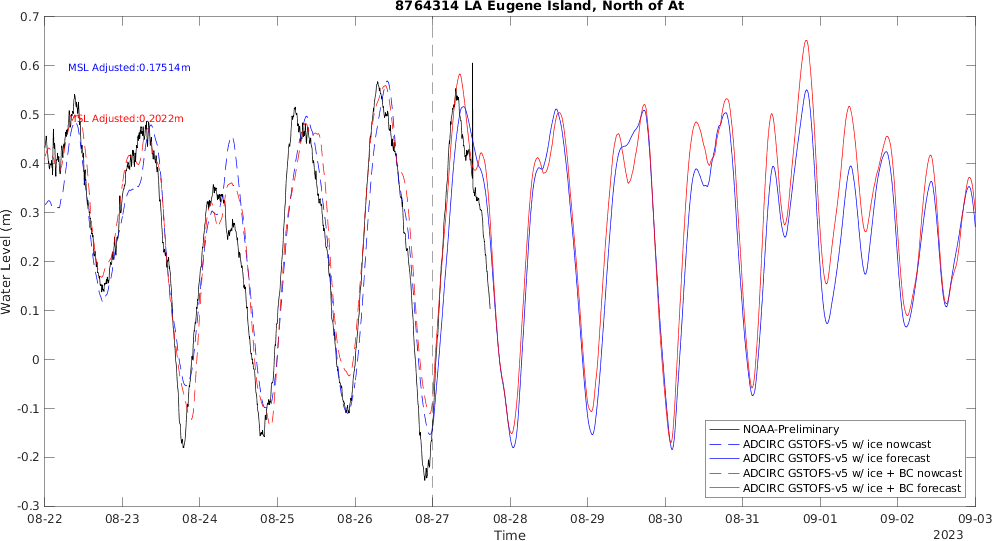 8764314 LA Eugene Island, North of At
0.7
0.6
0.5
0.4
0.3
0.2
0.1
0
-0.1
-0.2
-0.3
Water Level (m)
MSL Adjusted:0.17514m
MSL Adjusted:0.2022m
NOAA-Preliminary
ADCIRC GSTOFS-v5 w/ ice nowcast
ADCIRC GSTOFS-v5 w/ ice forecast
ADCIRC GSTOFS-v5 w/ ice + BC nowcast
ADCIRC GSTOFS-v5 w/ ice + BC forecast
08-22 08-23 08-24 08-25 08-26 08-27 08-28 08-29 08-30 08-31 09-01 09-02 09-03
Time
2023